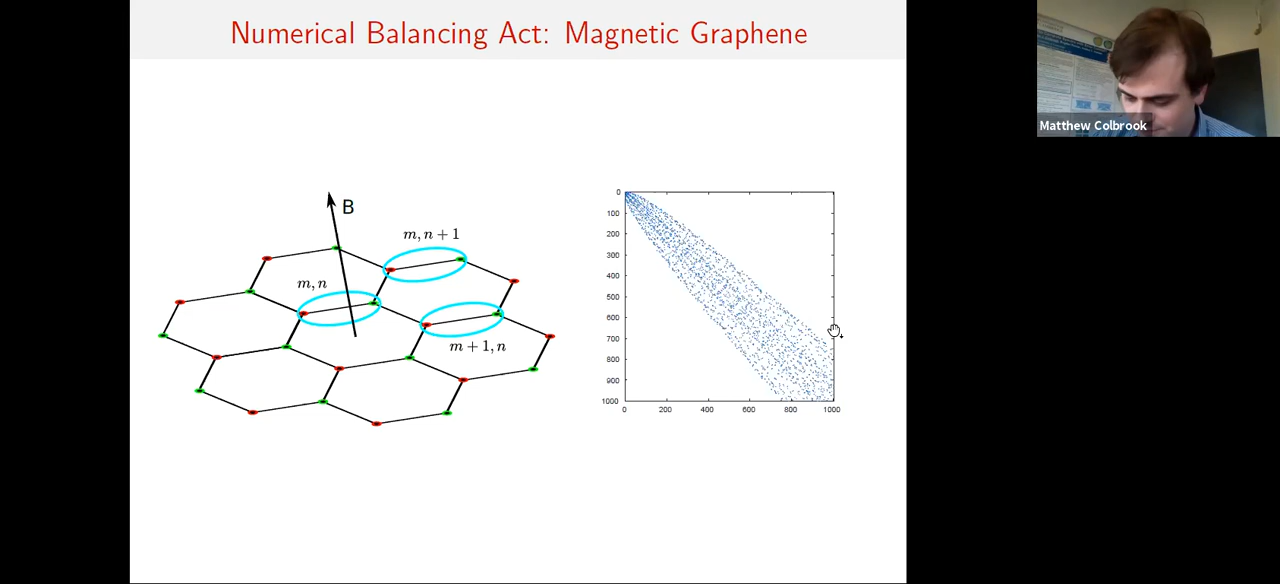 Numerical Balancing Act: Magnetic Graphene
Matthew Colbrook
B
m, n + 1
m, n
m + 1, n
0
100
200
300
400
500
600
700
800
900
1000
0 200 400 600 800 1000